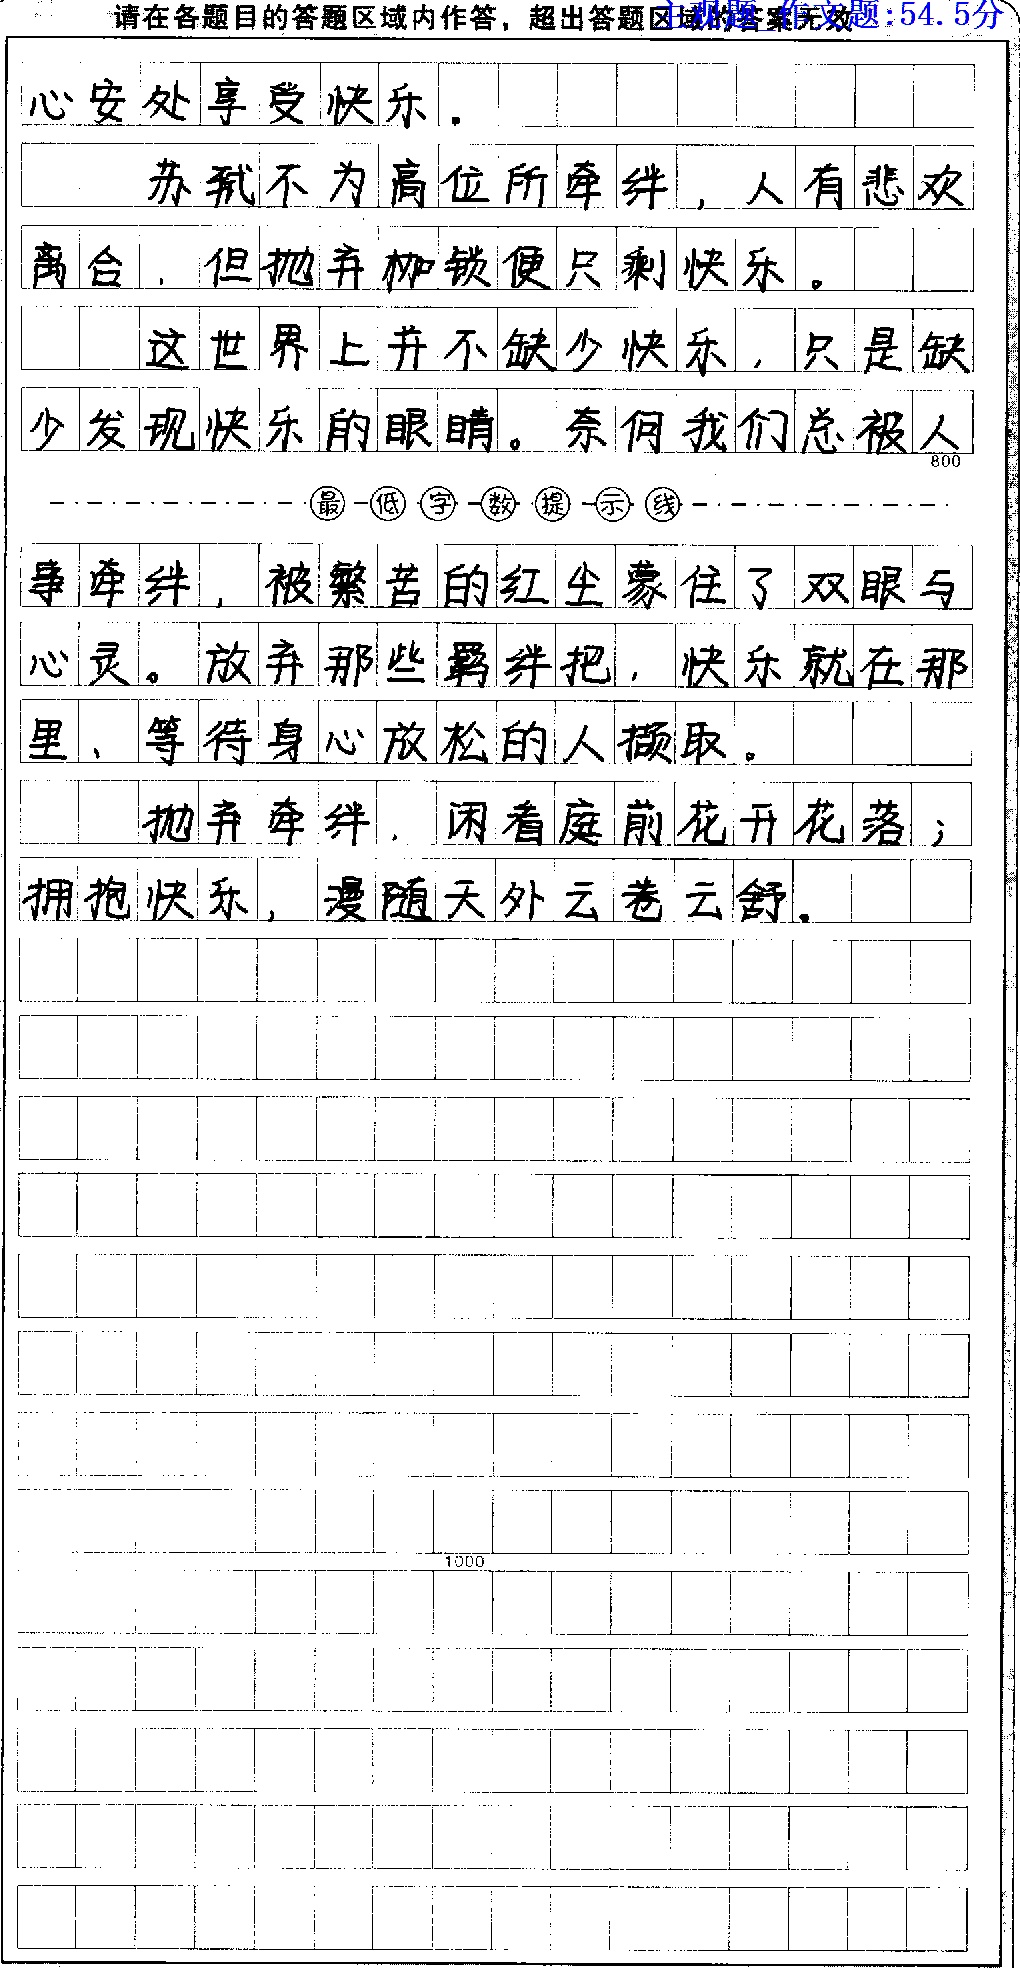 请在各题目的答题区域内作答，超出答题区域的答案无效
主观题 作文题:54.5分
心安处享受快乐.
苏轼不为高位所牵绊，人有悲欢
离合，但抛弃枷锁便只剩快乐。
这世界上并不缺少快乐，只是缺
少发现快乐的眼睛。奈何我们总被人
800
最低字数提示线
事牵绊，被繁苦的红尘蒙住了双眼与
心灵。放弃那些羁绊把，快乐就在那
里、等待身心放松的人撷取。
抛弃牵绊，闲看庭前花开花落；
拥抱快乐，漫随天外云卷云舒.
1000